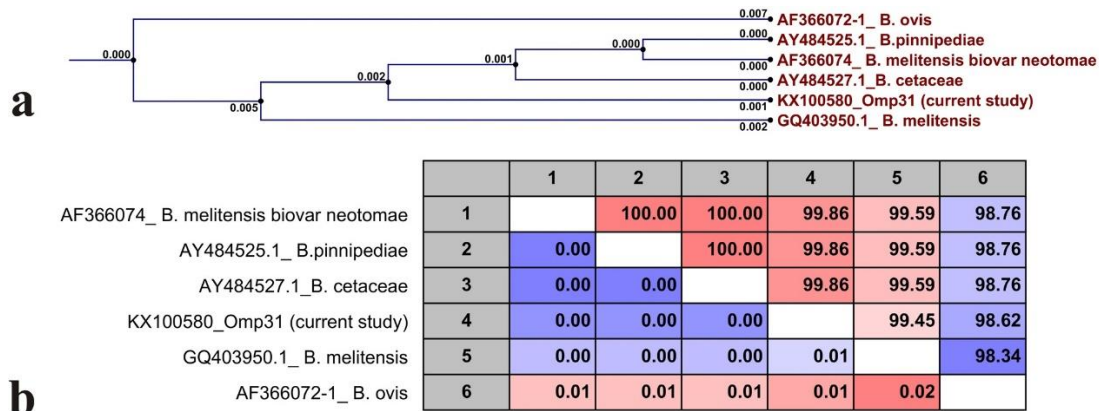 0.007 AF366072-1_ B. ovis
0.000
0.000 AY484525.1_ B.pinnipediae
0.000
0.000 AF366074_ B. melitensis biovar neotomae
0.001
0.000 AY484527.1_B. cetaceae
0.002
0.001 KX100580_Omp31 (current study)
0.005
0.002 GQ403950.1_ B. melitensis
a
1 2 3 4 5 6
AF366074_ B. melitensis biovar neotomae 1 100.00 100.00 99.86 99.59 98.76
AY484525.1_ B.pinnipediae 2 0.00 100.00 99.86 99.59 98.76
AY484527.1_B. cetaceae 3 0.00 0.00 99.86 99.59 98.76
KX100580_Omp31 (current study) 4 0.00 0.00 0.00 99.45 98.62
GQ403950.1_ B. melitensis 5 0.00 0.00 0.00 0.01 98.34
AF366072-1_ B. ovis 6 0.01 0.01 0.01 0.01 0.02
b